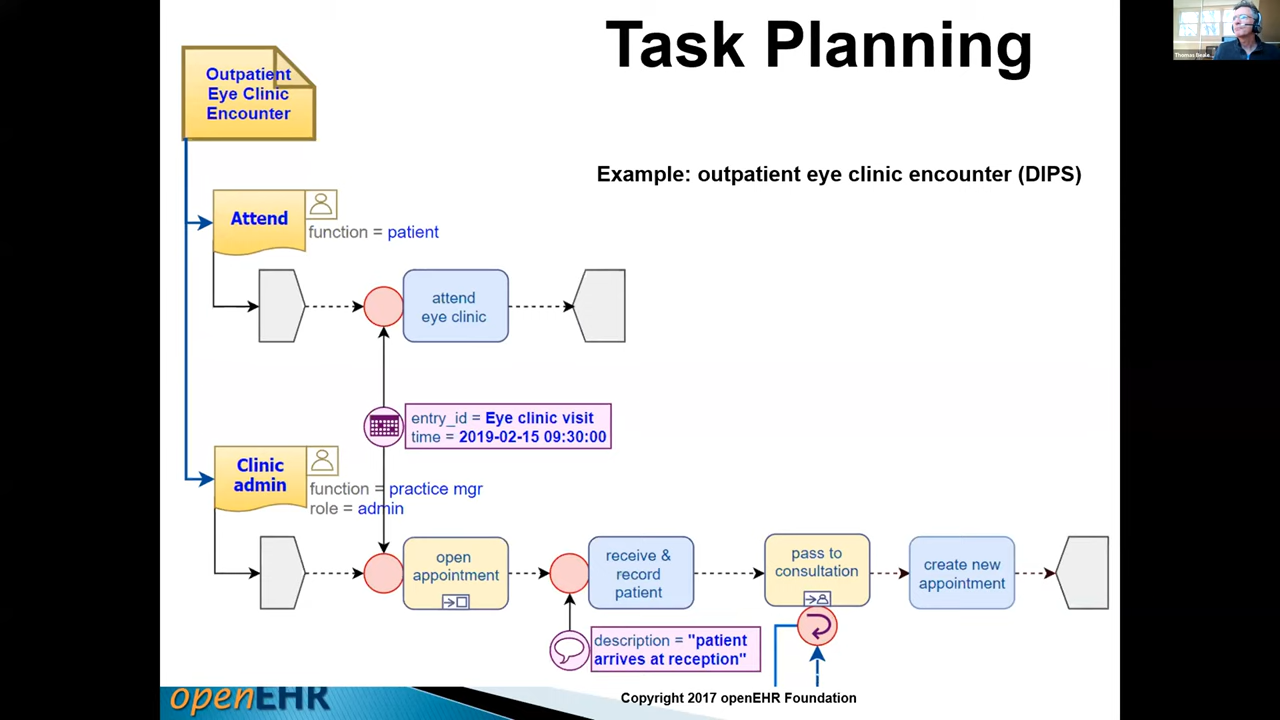 Task Planning
Thomas Beale
Outpatient
Eye Clinic
Encounter
Example: outpatient eye clinic encounter (DIPS)
Attend
function = patient
attend
eye clinic
entry_id = Eye clinic visit
time = 2019-02-15 09:30:00
Clinic
admin
function = practice mgr
role = admin
open
appointment
receive &
record
patient
pass to
consultation
create new
appointment
description = "patient
arrives at reception"
openEHR
Copyright 2017 openEHR Foundation